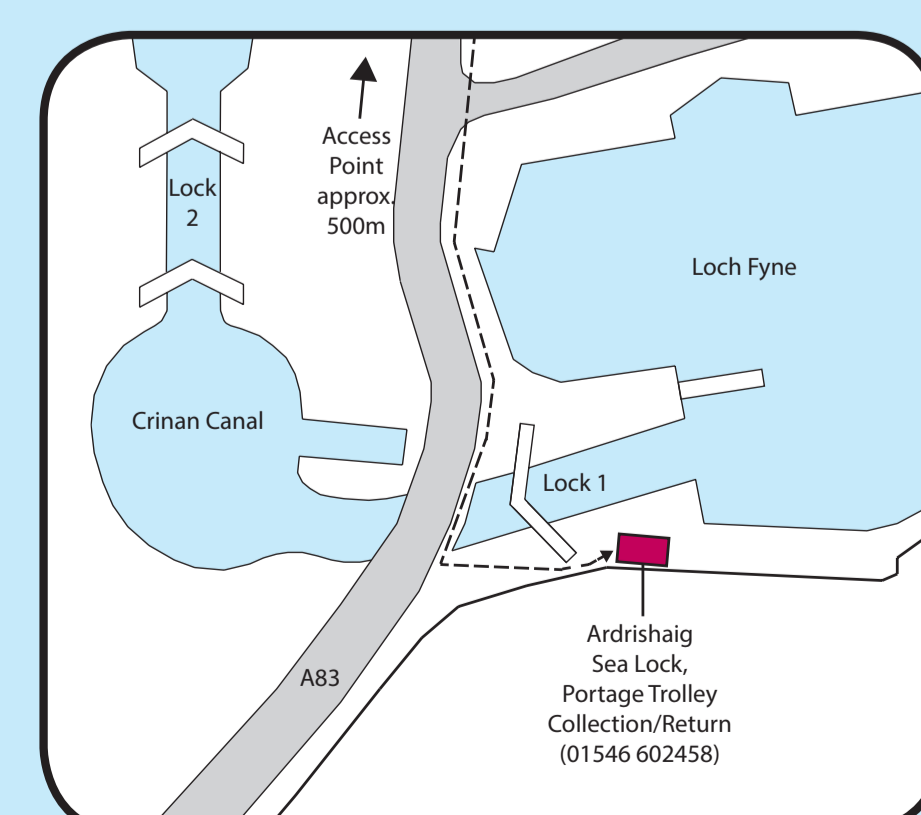 Access
Point
approx.
500m
Lock
2
Loch Fyne
Crinan Canal
Lock 1
A83
Ardrishaig
Sea Lock,
Portage Trolley
Collection/Return
(01546 602458)